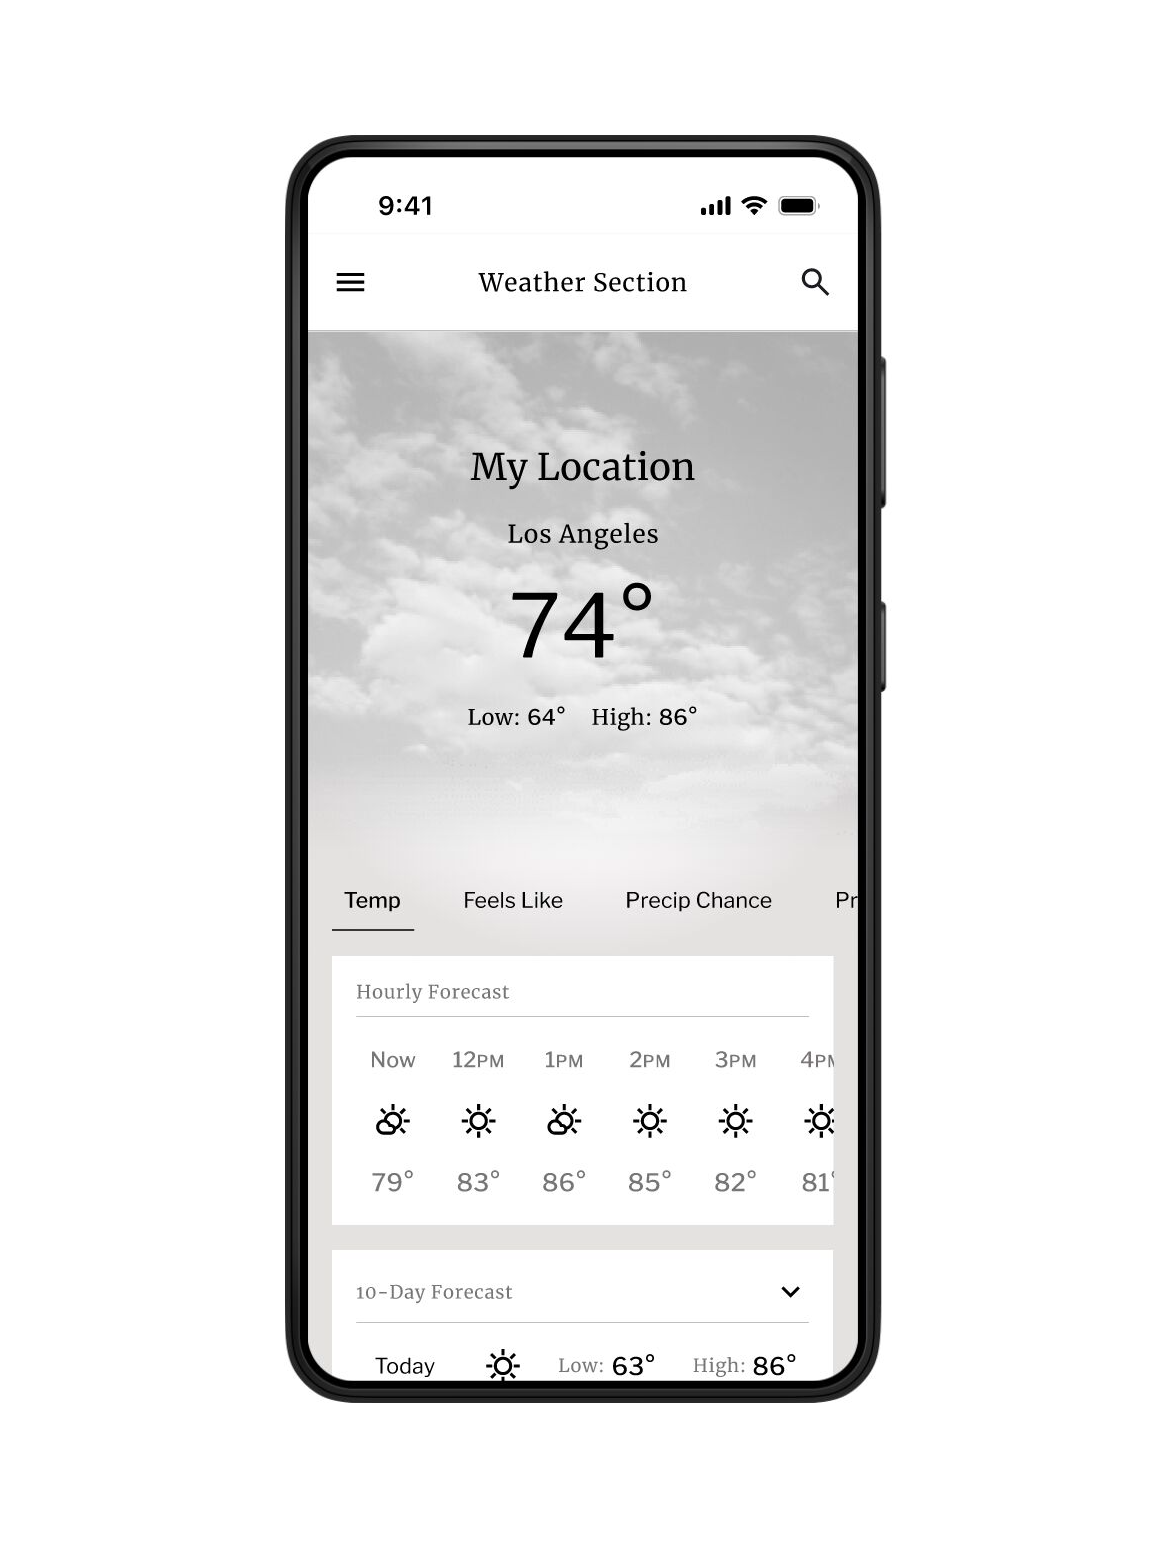 9:41
Weather Section
My Location
Los Angeles
74°
Low: 64° High: 86°
Temp Feels Like Precip Chance Pr
Hourly Forecast
Now 12PM 1PM 2PM 3PM 4PM
79° 83° 86° 85° 82° 81°
10-Day Forecast
Today Low: 63° High: 86°